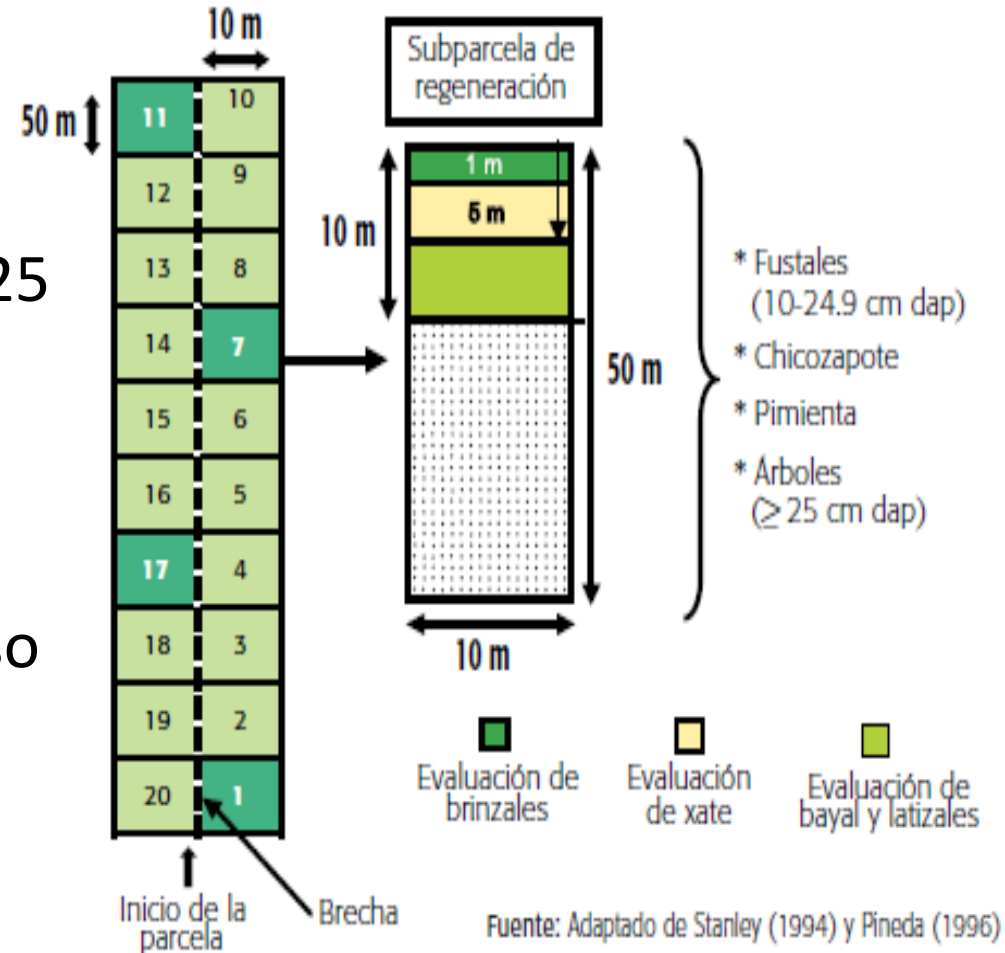 10 m
50 m
11
10
12
9
13
8
14
7
15
6
16
5
17
4
18
3
19
2
20
1
Inicio de la
parcela
Brecha
25
so
Subparcela de
regeneración
1 m
5 m
10 m
50 m
10 m
* Fustales
(10-24.9 cm dap)
* Chicozapote
* Pimienta
* Árboles
(≥ 25 cm dap)
Evaluación de
brinzales
Evaluación
de xate
Evaluación de
bayal y latizales
Fuente: Adaptado de Stanley (1994) y Pineda (1996)